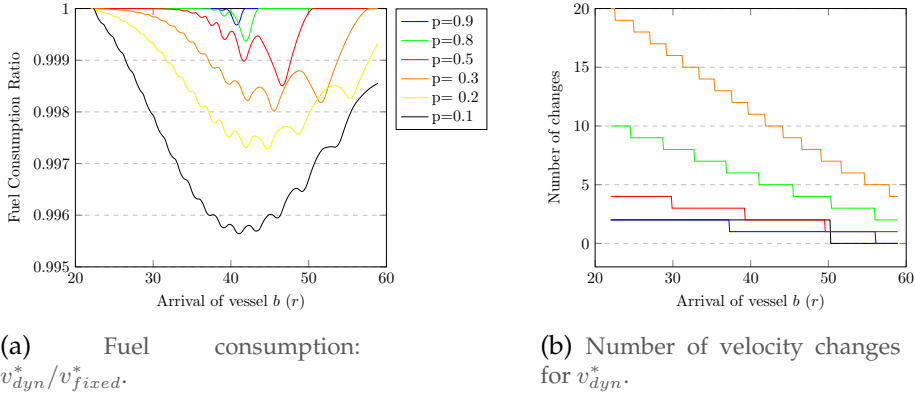 1
0.999
0.998
0.997
0.996
0.995
20
30
40
50
60
Fuel Consumption Ratio
Arrival of vessel b (r)
p=0.9
p=0.8
p=0.5
p= 0.3
p= 0.2
p=0.1
20
15
10
5
0
20
30
40
50
60
Number of changes
Arrival of vessel b (r)
(a) Fuel consumption:
v*dyn/v*fixed.
(b) Number of velocity changes
for v*dyn.